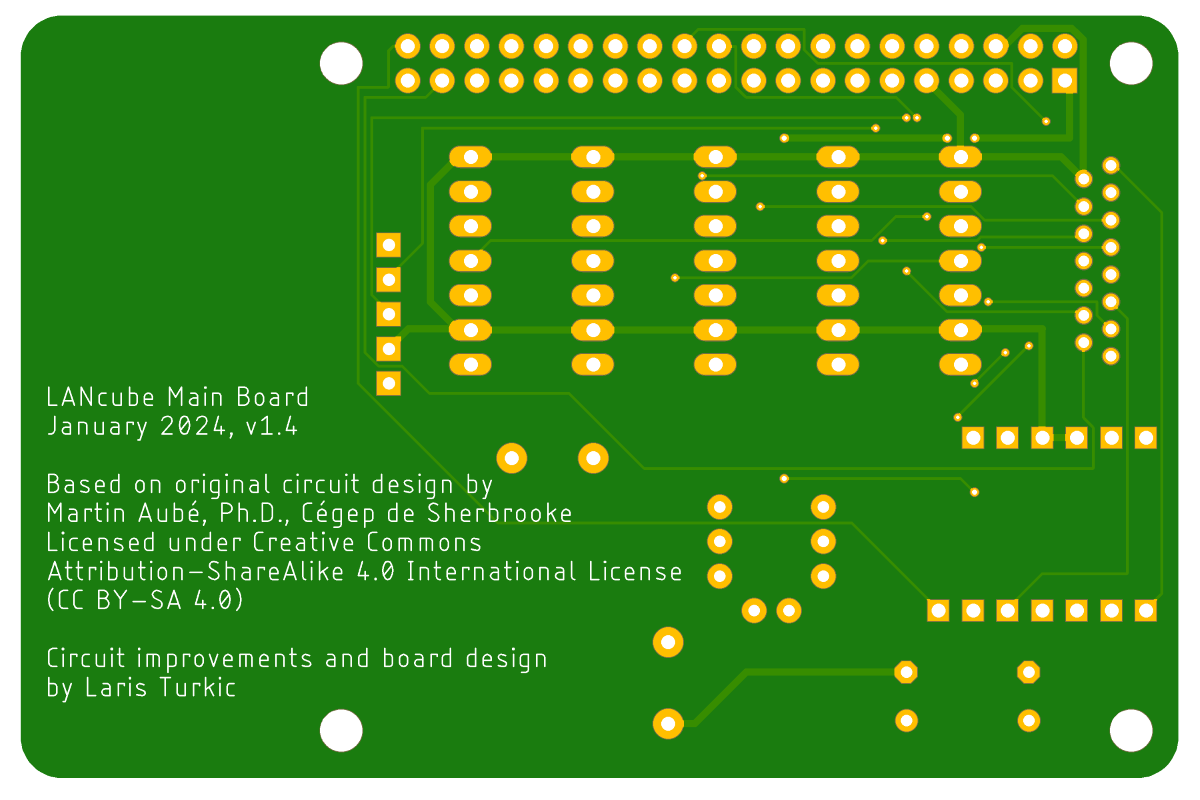 LANcube Main Board
January 2024, v1.4
Based on original circuit design by
Martin Aubé, Ph.D., Cégep de Sherbrooke
Licensed under Creative Commons
Attribution-ShareAlike 4.0 International License
(CC BY-SA 4.0)
Circuit improvements and board design
by Laris Turkic